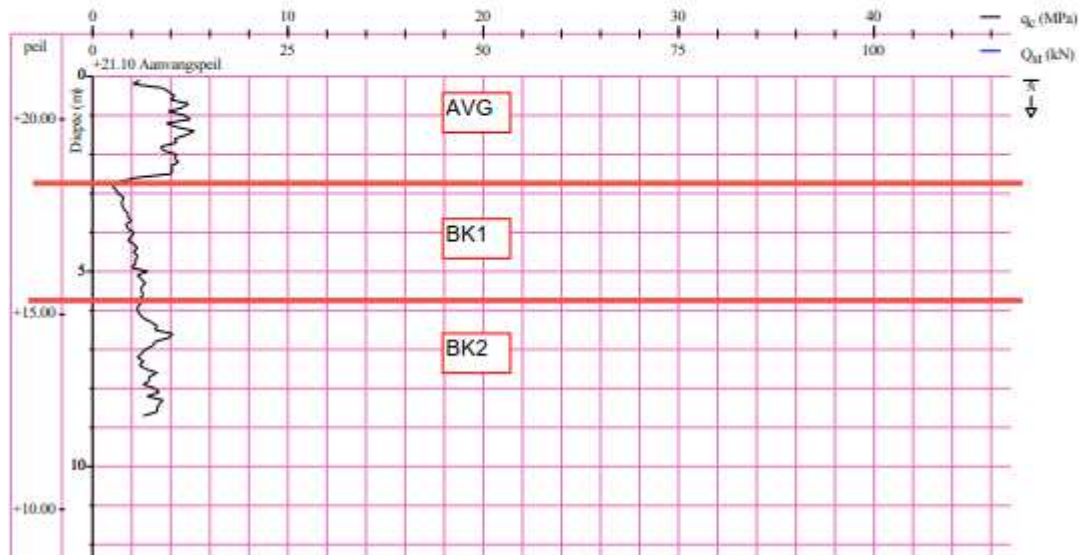 0 10 20 30 40 qc (MPa)
peil 0 25 50 75 100 Qst (kN)
+21.10 Aanvangspeil
0
Diepte (m)
AVG
+20.00
BK1
5
+15.00
BK2
10
+10.00